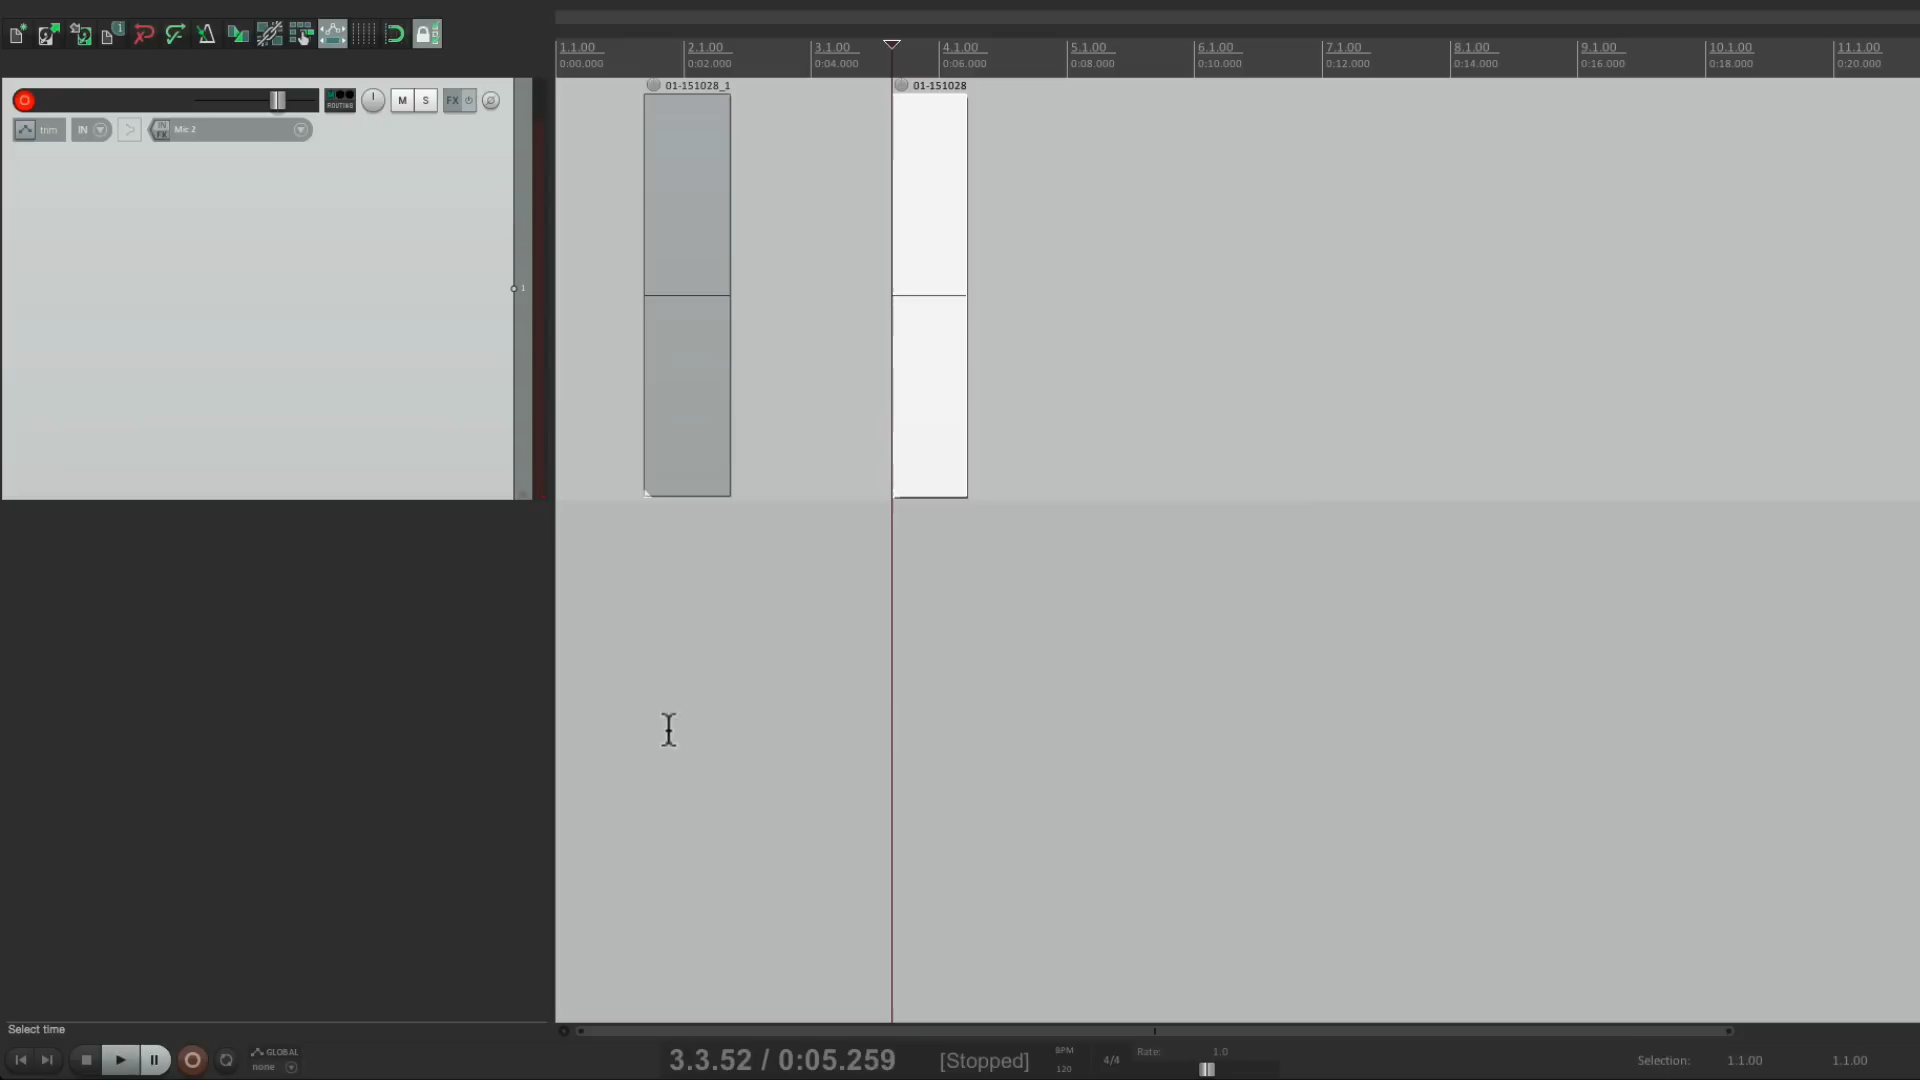 1.1.00 2.1.00 3.1.00 4.1.00 5.1.00 6.1.00 7.1.00 8.1.00 9.1.00 10.1.00 11.1.00
0:00.000 0:02.000 0:04.000 0:06.000 0:08.000 0:10.000 0:12.000 0:14.000 0:16.000 0:18.000 0:20.000
01-151028_1 01-151028
ROUTING M S FX
trim IN IN FX Mic 2
1
Select time
GLOBAL
none
3.3.52 / 0:05.259 [Stopped]
BPM
120
4/4
Rate: 1.0
Selection: 1.1.00 1.1.00